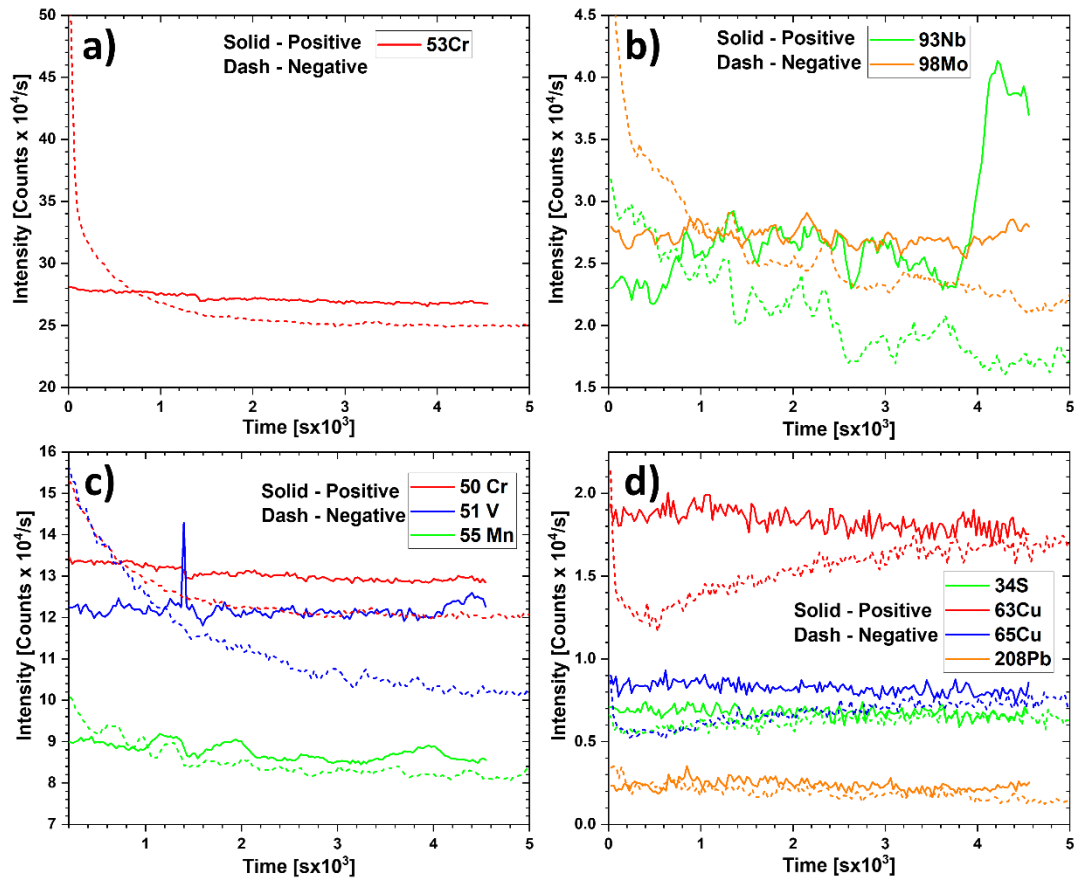 a)
Solid - Positive
Dash - Negative
53Cr
50
45
40
35
30
25
20
0
1
2
3
4
5
Intensity [Counts x 10⁴/s]
Time [sx10³]
b)
Solid - Positive
Dash - Negative
93Nb
98Mo
4.5
4.0
3.5
3.0
2.5
2.0
1.5
0
1
2
3
4
5
Intensity [Counts x 10⁴/s]
Time [sx10³]
c)
Solid - Positive
Dash - Negative
50 Cr
51 V
55 Mn
16
15
14
13
12
11
10
9
8
7
1
2
3
4
5
Intensity [Counts x 10⁴/s]
Time [sx10³]
d)
34S
63Cu
65Cu
208Pb
Solid - Positive
Dash - Negative
2.0
1.5
1.0
0.5
0.0
0
1
2
3
4
5
Intensity [Counts x 10⁴/s]
Time [sx10³]